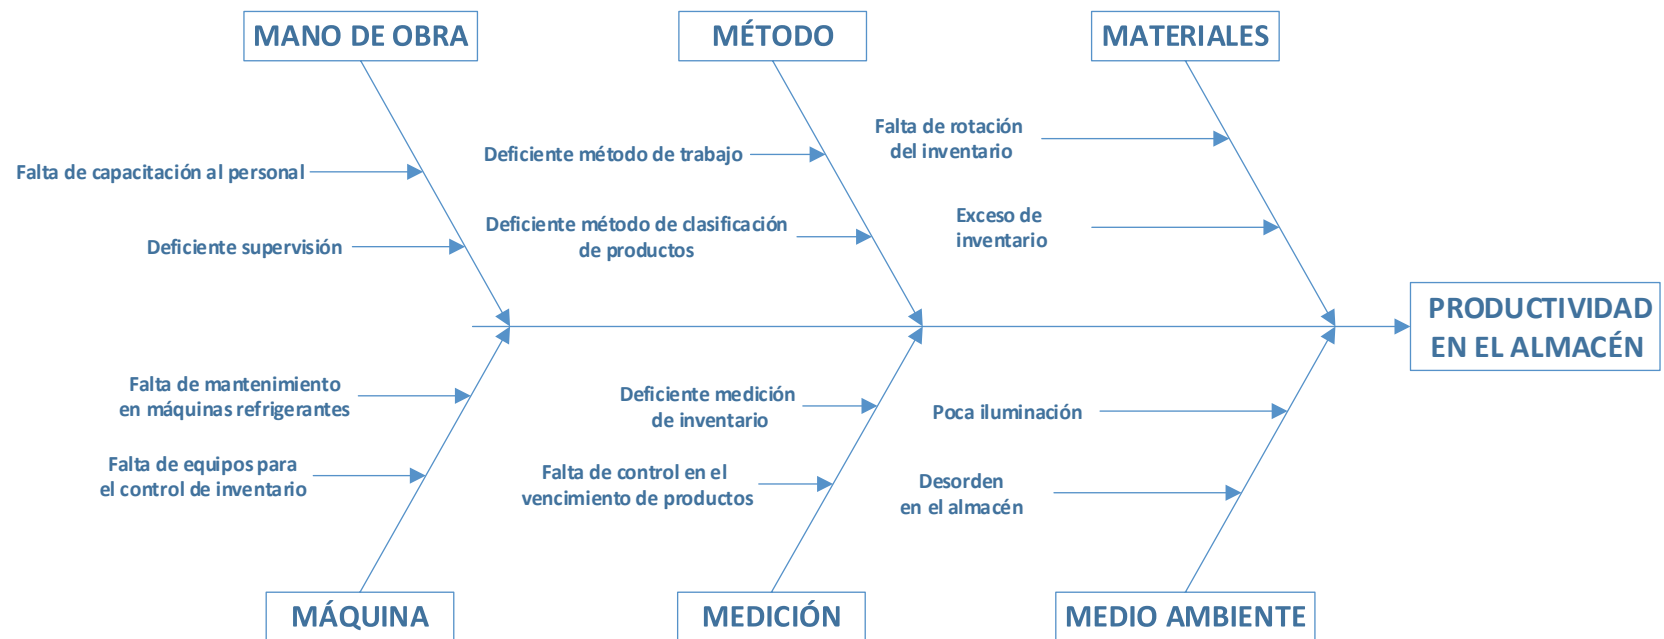 MANO DE OBRA
MÉTODO
MATERIALES
Falta de capacitación al personal
Deficiente supervisión
Deficiente método de trabajo
Deficiente método de clasificación
de productos
Falta de rotación
del inventario
Exceso de
inventario
PRODUCTIVIDAD
EN EL ALMACÉN
Falta de mantenimiento
en máquinas refrigerantes
Falta de equipos para
el control de inventario
Deficiente medición
de inventario
Falta de control en el
vencimiento de productos
Poca iluminación
Desorden
en el almacén
MÁQUINA
MEDICIÓN
MEDIO AMBIENTE